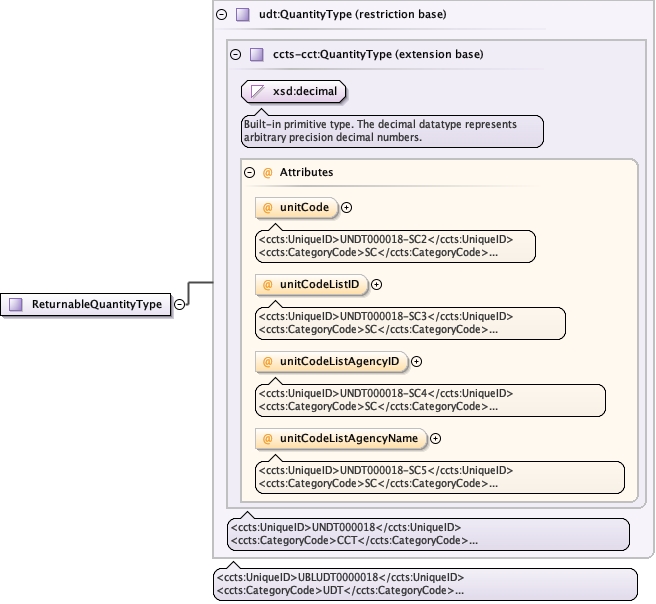 udt:QuantityType (restriction base)
ccts-cct:QuantityType (extension base)
xsd:decimal
Built-in primitive type. The decimal datatype represents
arbitrary precision decimal numbers.
@ Attributes
@ unitCode
<ccts:UniqueID>UNDT000018-SC2</ccts:UniqueID>
<ccts:CategoryCode>SC</ccts:CategoryCode>...
@ unitCodeListID
<ccts:UniqueID>UNDT000018-SC3</ccts:UniqueID>
<ccts:CategoryCode>SC</ccts:CategoryCode>...
ReturnableQuantityType
@ unitCodeListAgencyID
<ccts:UniqueID>UNDT000018-SC4</ccts:UniqueID>
<ccts:CategoryCode>SC</ccts:CategoryCode>...
@ unitCodeListAgencyName
<ccts:UniqueID>UNDT000018-SC5</ccts:UniqueID>
<ccts:CategoryCode>SC</ccts:CategoryCode>...
<ccts:UniqueID>UNDT000018</ccts:UniqueID>
<ccts:CategoryCode>CCT</ccts:CategoryCode>...
<ccts:UniqueID>UBLUDT0000018</ccts:UniqueID>
<ccts:CategoryCode>UDT</ccts:CategoryCode>...